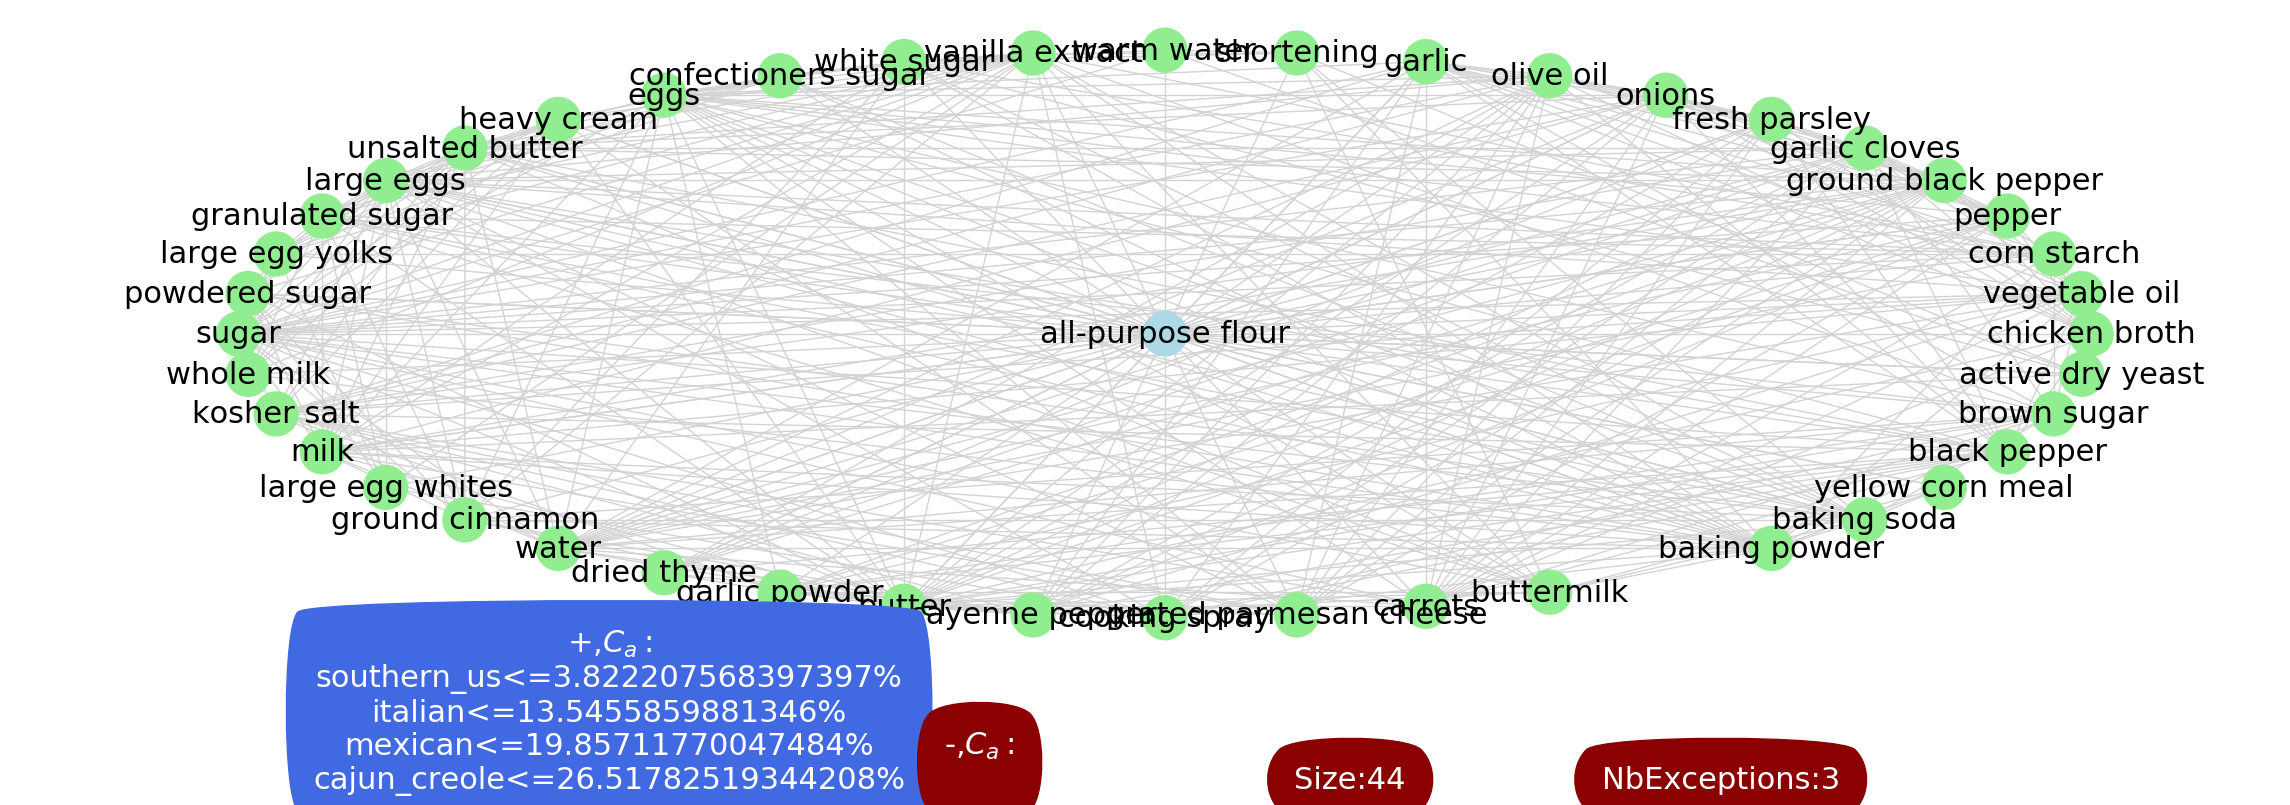 warm water
vanilla extract
shortening
white sugar
garlic
confectioners sugar
olive oil
eggs
onions
heavy cream
fresh parsley
unsalted butter
garlic cloves
large eggs
ground black pepper
granulated sugar
pepper
large egg yolks
corn starch
powdered sugar
vegetable oil
sugar
all-purpose flour
chicken broth
whole milk
active dry yeast
kosher salt
brown sugar
milk
black pepper
large egg whites
yellow corn meal
ground cinnamon
baking soda
water
baking powder
dried thyme
garlic powder
buttermilk
butter
carrots
ayenne pepper
grated parmesan cheese
cooking spray
+,Ca :
southern_us<=3.822207568397397%
italian<=13.5455859881346%
mexican<=19.85711770047484%
cajun_creole<=26.51782519344208%
-,Ca :
Size:44
NbExceptions:3